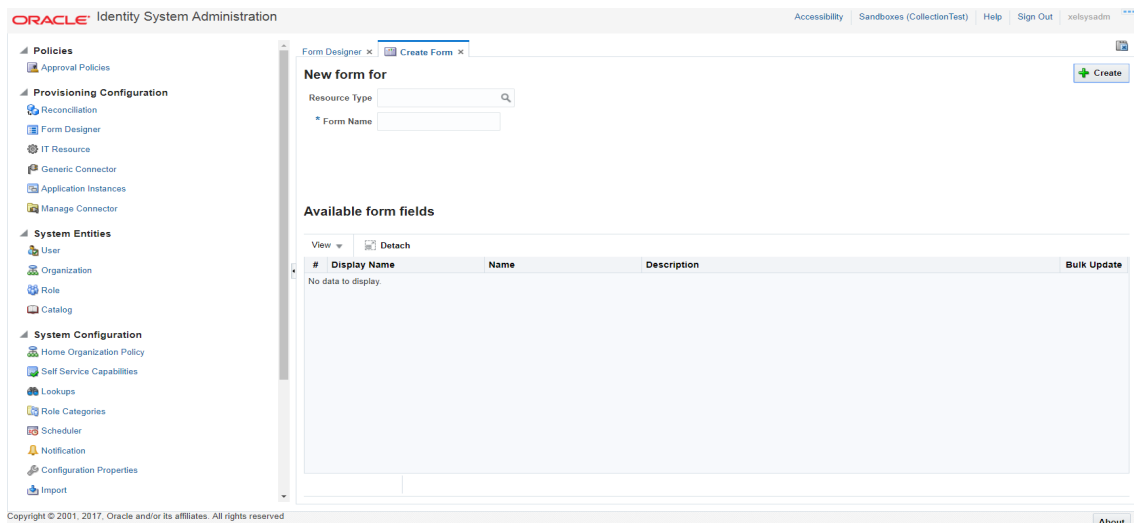 ORACLE Identity System Administration
Accessibility Sandboxes (CollectionTest) Help Sign Out xelsysadm
Policies
Approval Policies
Provisioning Configuration
Reconciliation
Form Designer
IT Resource
Generic Connector
Application Instances
Manage Connector
System Entities
User
Organization
Role
Catalog
System Configuration
Home Organization Policy
Self Service Capabilities
Lookups
Role Categories
Scheduler
Notification
Configuration Properties
Import
Form Designer Create Form
New form for
Create
Resource Type
* Form Name
Available form fields
View Detach
# Display Name Name Description Bulk Update
No data to display.
Copyright © 2001, 2017, Oracle and/or its affiliates. All rights reserved
About